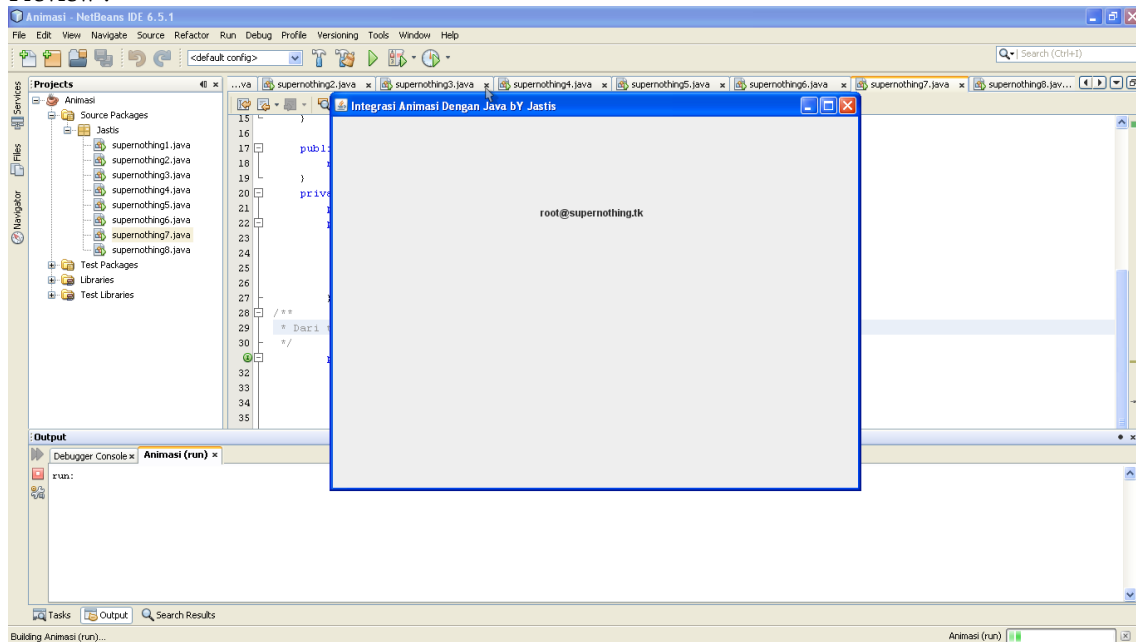 Animasi - NetBeans IDE 6.5.1
File Edit View Navigate Source Refactor Run Debug Profile Versioning Tools Window Help
<default config>
Search (Ctrl+I)
Projects
...va supernothing2.java supernothing3.java supernothing4.java supernothing5.java supernothing6.java supernothing7.java supernothing8.jav...
Services
Files
Navigator
Animasi
Source Packages
Jastis
supernothing1.java
supernothing2.java
supernothing3.java
supernothing4.java
supernothing5.java
supernothing6.java
supernothing7.java
supernothing8.java
Test Packages
Libraries
Test Libraries
Integrasi Animasi Dengan Java bY Jastis
root@supernothing.tk
15 }
16
17 publi
18
19 }
20 priva
21
22
23
24
25
26
27
28 /**
29 * Dari
30 */
32
33
34
35
Output
Debugger Console Animasi (run)
run:
Tasks Output Search Results
Building Animasi (run)...
Animasi (run)